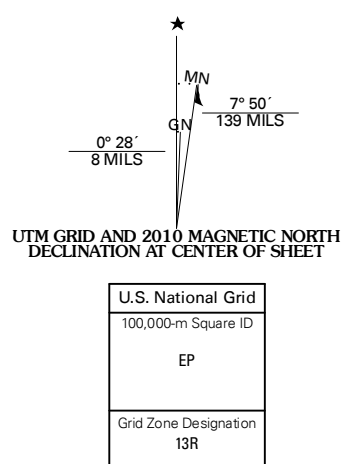 MN
GN
7° 50´
139 MILS
0° 28´
8 MILS
UTM GRID AND 2010 MAGNETIC NORTH
DECLINATION AT CENTER OF SHEET
U.S. National Grid
100,000-m Square ID
EP
Grid Zone Designation
13R